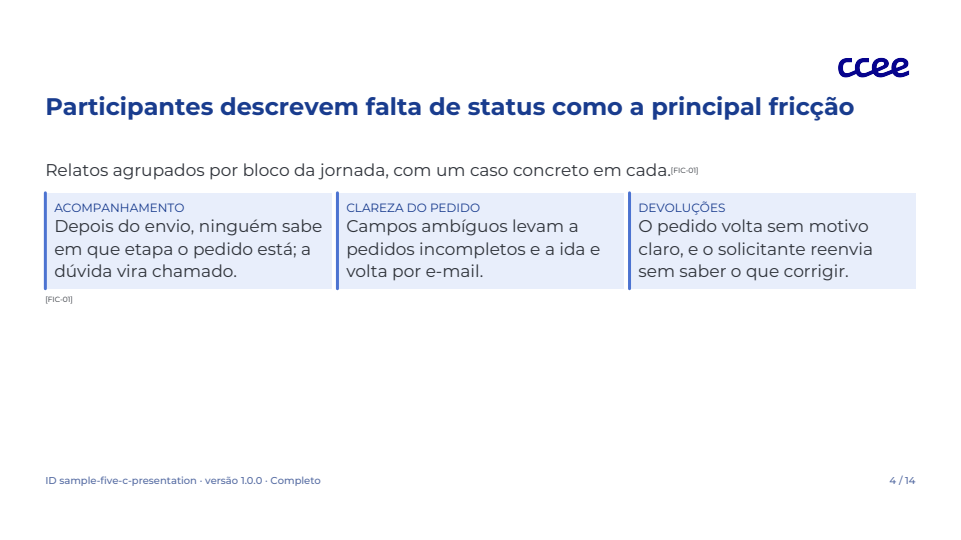 ccee
Participantes descrevem falta de status como a principal fricção
Relatos agrupados por bloco da jornada, com um caso concreto em cada.[FIC-01]
ACOMPANHAMENTO
Depois do envio, ninguém sabe
em que etapa o pedido está; a
dúvida vira chamado.
CLAREZA DO PEDIDO
Campos ambíguos levam a
pedidos incompletos e a ida e
volta por e-mail.
DEVOLUÇÕES
O pedido volta sem motivo
claro, e o solicitante reenvia
sem saber o que corrigir.
[FIC-01]
ID sample-five-c-presentation · versão 1.0.0 · Completo
4 / 14